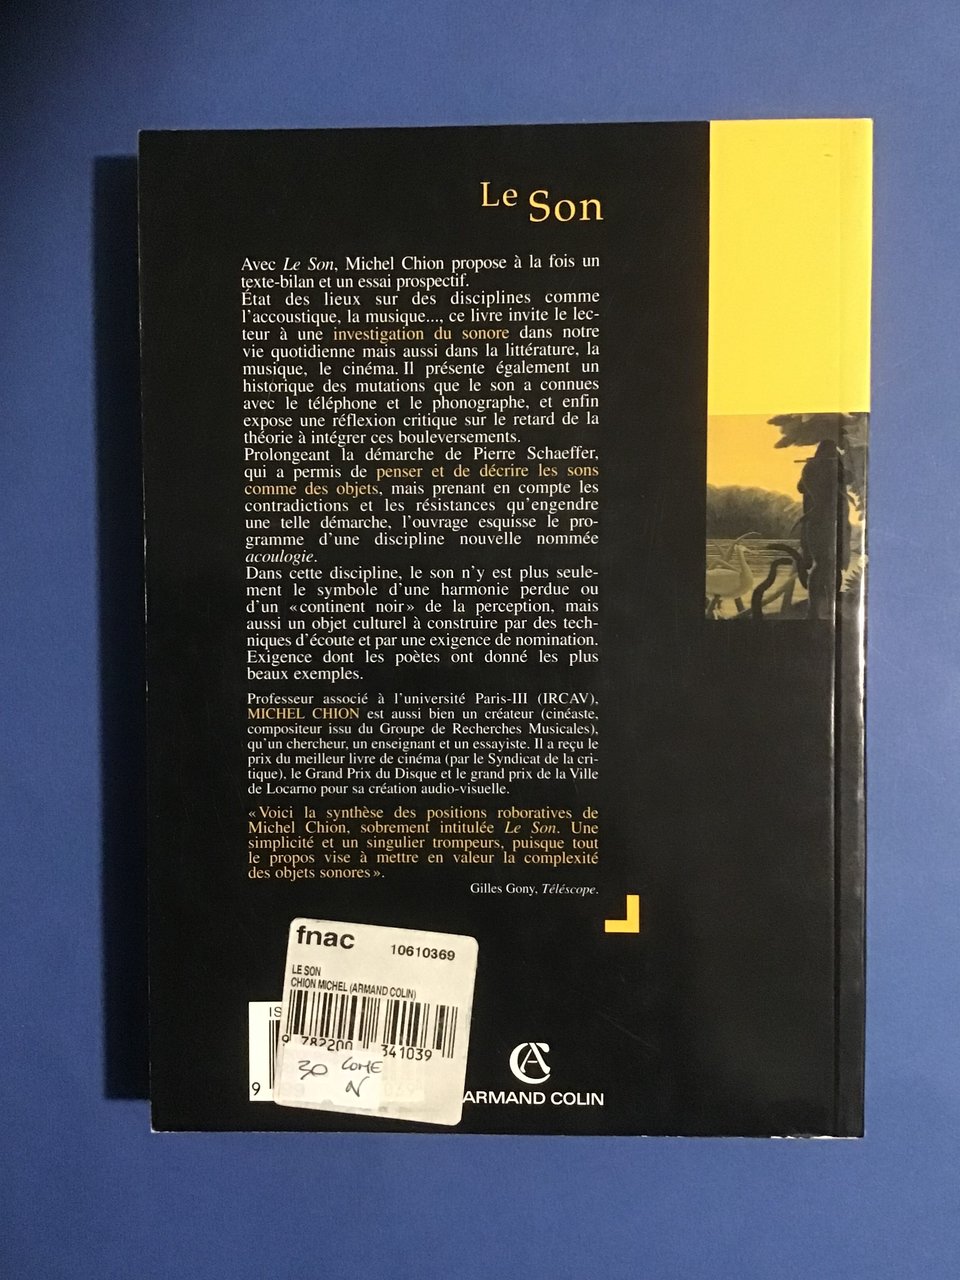 Le Son
Avec Le Son, Michel Chion propose à la fois un
texte-bilan et un essai prospectif.
État des lieux sur des disciplines comme
l'accoustique, la musique..., ce livre invite le lec-
teur à une investigation du sonore dans notre
vie quotidienne mais aussi dans la littérature, la
musique, le cinéma. Il présente également un
historique des mutations que le son a connues
avec le téléphone et le phonographe, et enfin
expose une réflexion critique sur le retard de la
théorie à intégrer ces bouleversements.
Prolongeant la démarche de Pierre Schaeffer,
qui a permis de penser et de décrire les sons
comme des objets, mais prenant en compte les
contradictions et les résistances qu'engendre
une telle démarche, l'ouvrage esquisse le pro-
gramme d'une discipline nouvelle nommée
acoulogie.
Dans cette discipline, le son n'y est plus seule-
ment le symbole d'une harmonie perdue ou
d'un « continent noir » de la perception, mais
aussi un objet culturel à construire par des tech-
niques d'écoute et par une exigence de nomination.
Exigence dont les poètes ont donné les plus
beaux exemples.
Professeur associé à l'université Paris-III (IRCAV),
MICHEL CHION est aussi bien un créateur (cinéaste,
compositeur issu du Groupe de Recherches Musicales),
qu'un chercheur, un enseignant et un essayiste. Il a reçu le
prix du meilleur livre de cinéma (par le Syndicat de la cri-
tique), le Grand Prix du Disque et le grand prix de la Ville
de Locarno pour sa création audio-visuelle.
« Voici la synthèse des positions roboratives de
Michel Chion, sobrement intitulée Le Son. Une
simplicité et un singulier trompeurs, puisque tout
le propos vise à mettre en valeur la complexité
des objets sonores ».
Gilles Gony, Téléscope.
fnac 10610369
LE SON
CHION MICHEL (ARMAND COLIN)
IS
9 782200 341039
30
9
ARMAND COLIN